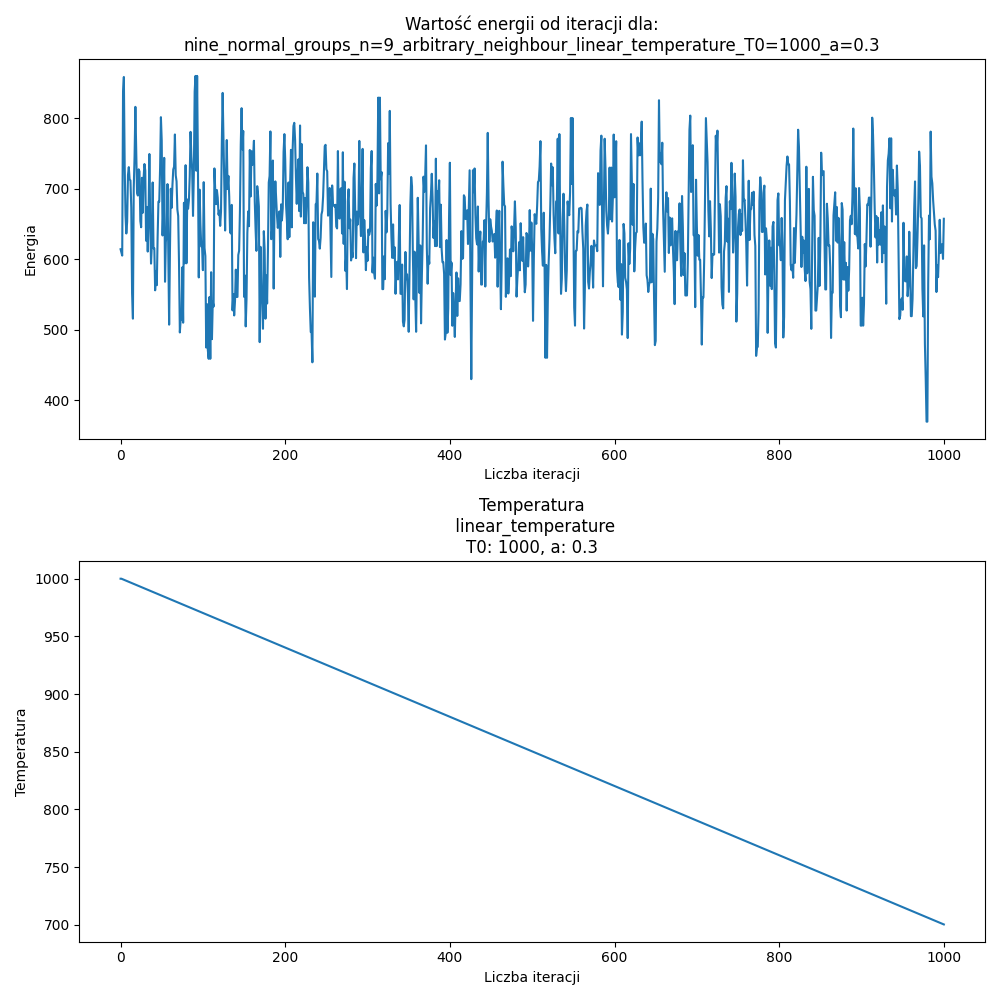 Wartość energii od iteracji dla:
nine_normal_groups_n=9_arbitrary_neighbour_linear_temperature_T0=1000_a=0.3
800
700
600
500
400
Energia
0 200 400 600 800 1000
Liczba iteracji
Temperatura
linear_temperature
T0: 1000, a: 0.3
1000
950
900
850
800
750
700
Temperatura
0 200 400 600 800 1000
Liczba iteracji